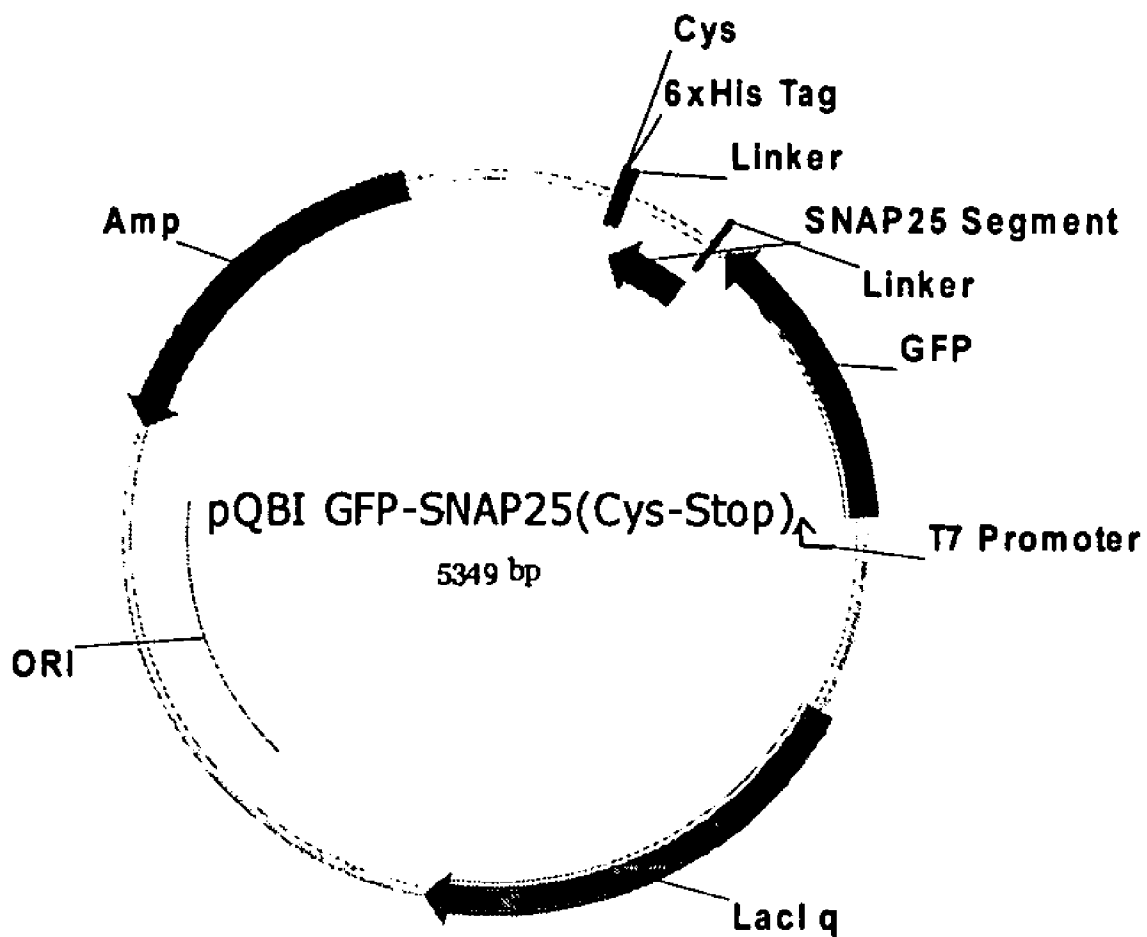 Cys
6xHis Tag
Linker
Amp
SNAP25 Segment
Linker
GFP
pQBI GFP-SNAP25(Cys-Stop)
T7 Promoter
5349 bp
ORI
LacI q